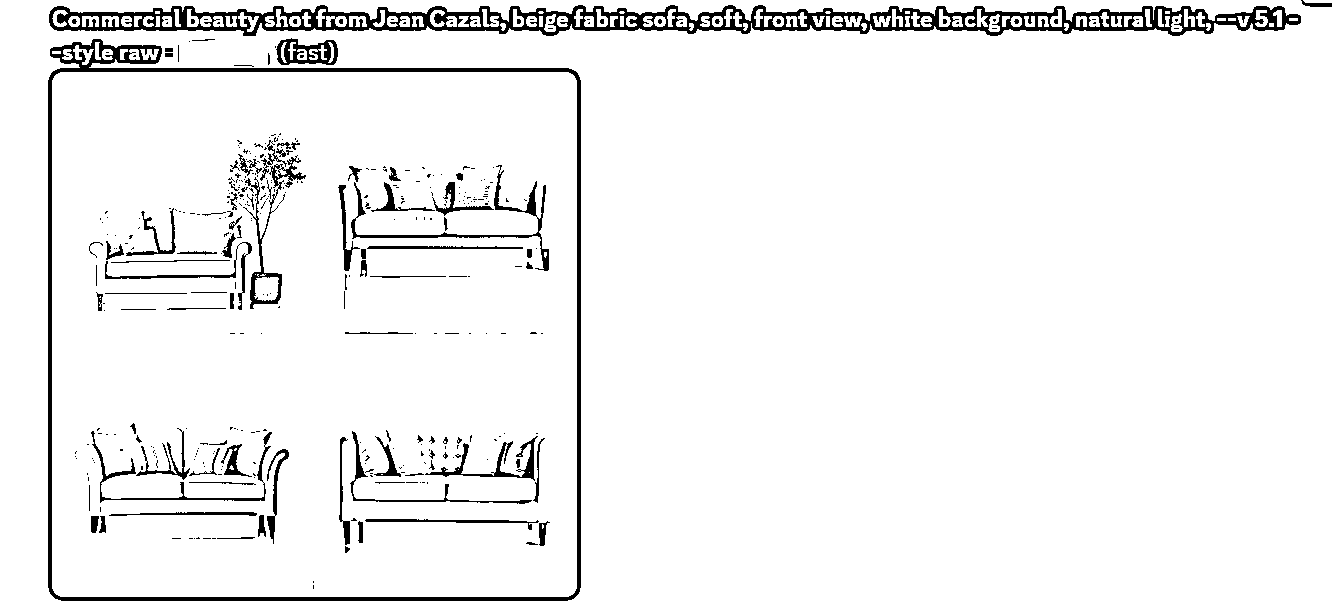 Commercial beauty shot from Jean Cazals, beige fabric sofa, soft, front view, white background, natural light, --v 5.1 -
-style raw - (fast)